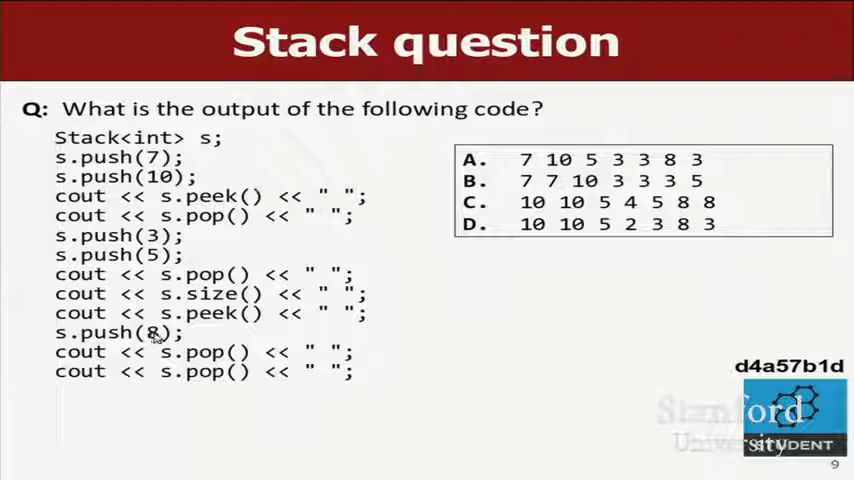 Stack question
Q: What is the output of the following code?
Stack<int> s;
s.push(7);
s.push(10);
cout << s.peek() << " ";
cout << s.pop() << " ";
s.push(3);
s.push(5);
cout << s.pop() << " ";
cout << s.size() << " ";
cout << s.peek() << " ";
s.push(8);
cout << s.pop() << " ";
cout << s.pop() << " ";
A. 7 10 5 3 3 8 3
B. 7 7 10 3 3 3 5
C. 10 10 5 4 5 8 8
D. 10 10 5 2 3 8 3
d4a57b1d
Stanford
University
STUDENT
9